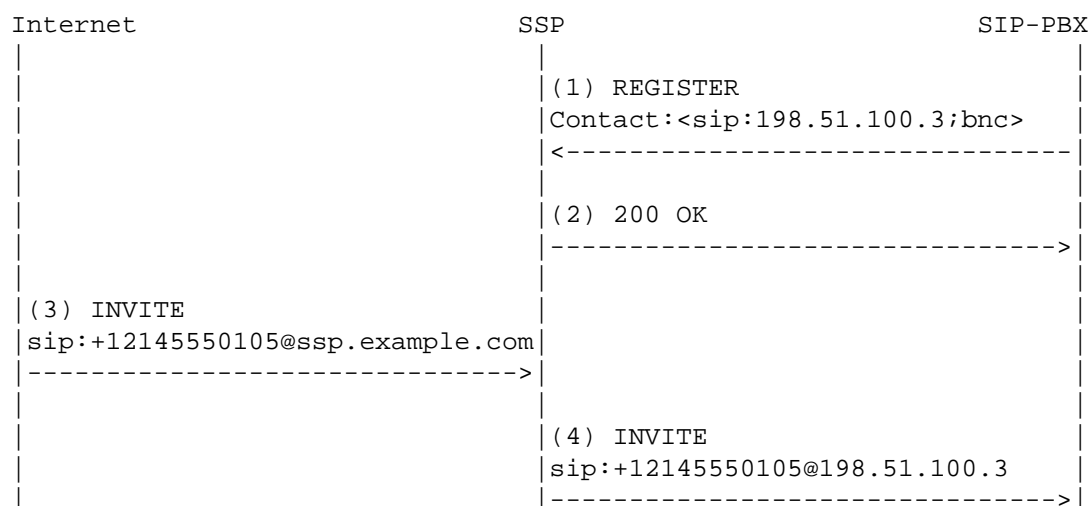 Internet SSP SIP-PBX
(1) REGISTER
Contact:<sip:198.51.100.3;bnc>
(2) 200 OK
(3) INVITE
sip:+12145550105@ssp.example.com
(4) INVITE
sip:+12145550105@198.51.100.3